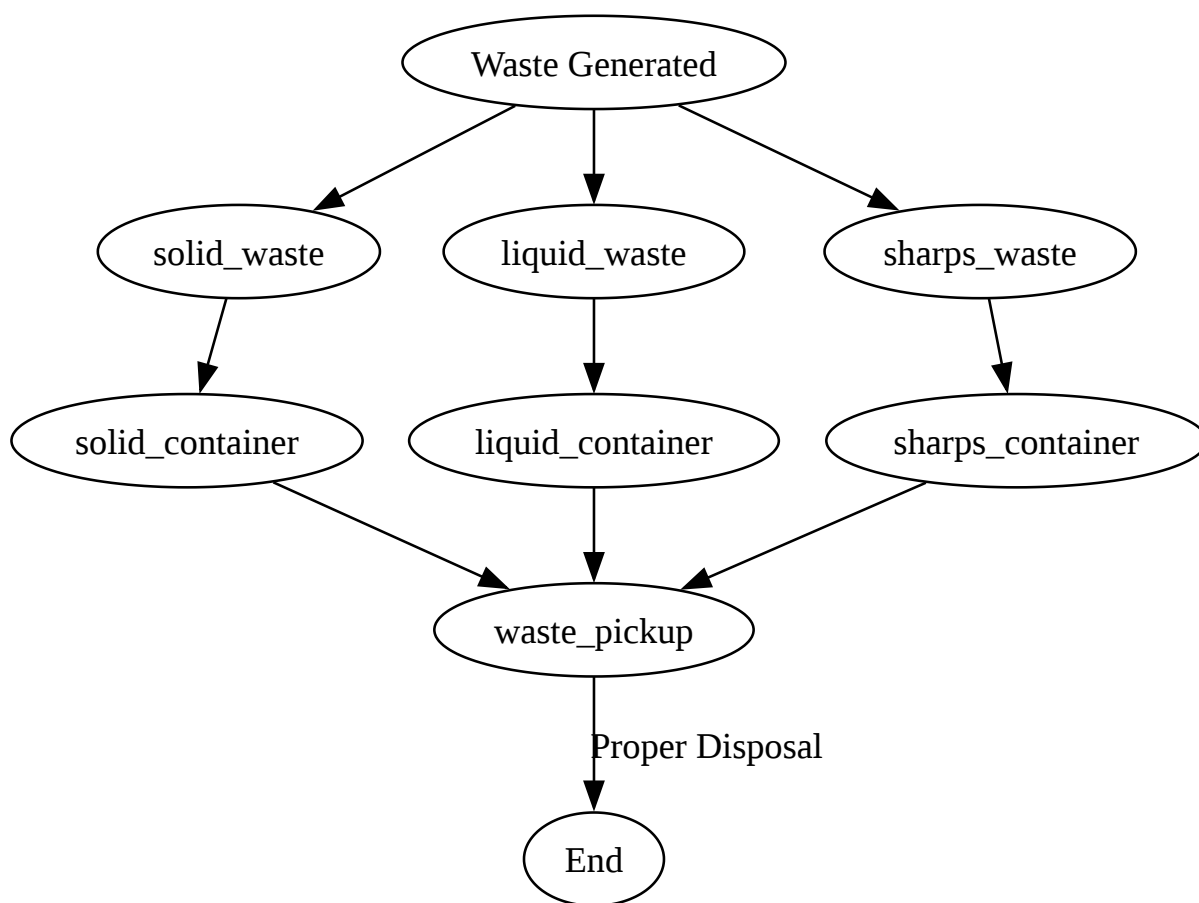 Waste Generated
solid_waste
liquid_waste
sharps_waste
solid_container
liquid_container
sharps_container
waste_pickup
Proper Disposal
End